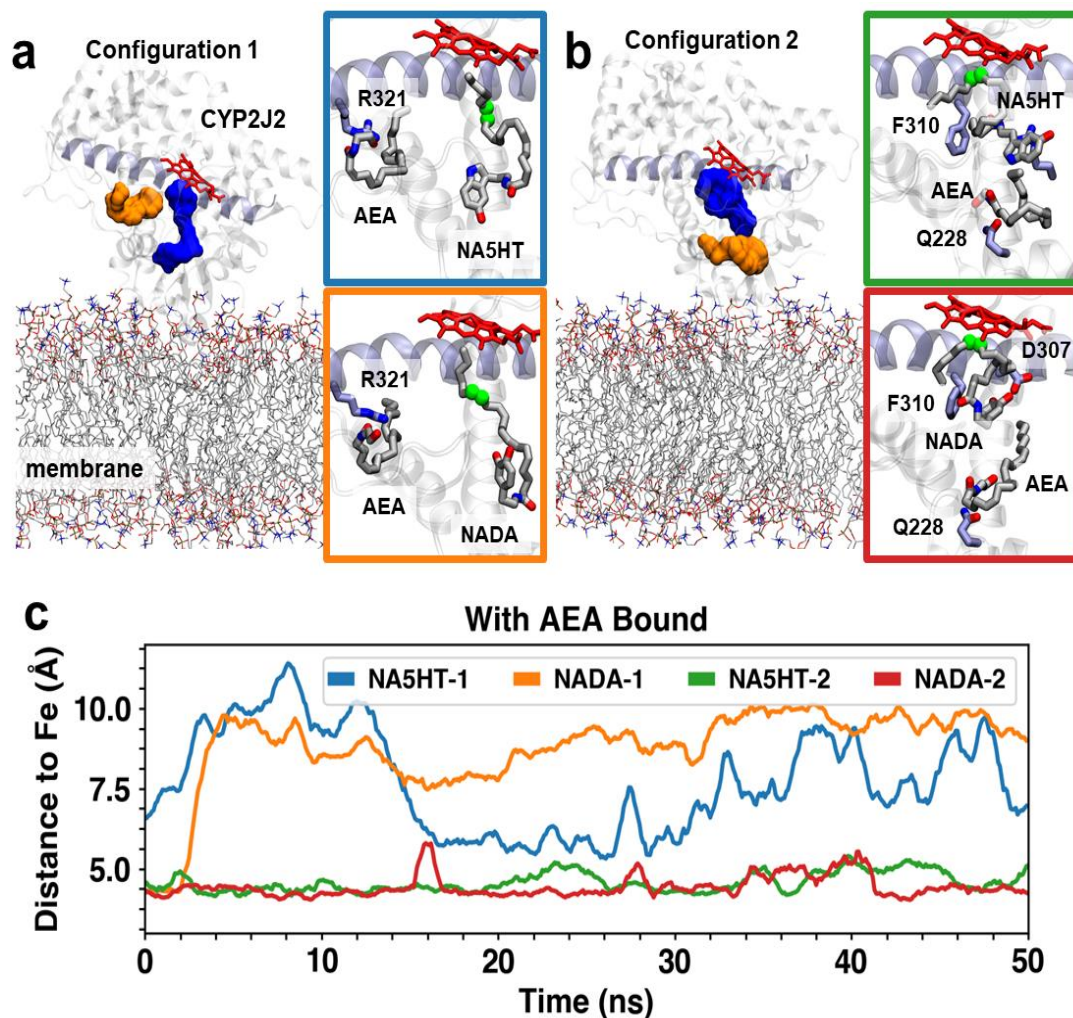 a
Configuration 1
CYP2J2
membrane
R321
AEA
NA5HT
R321
AEA
NADA
b
Configuration 2
F310
NA5HT
AEA
Q228
D307
F310
NADA
AEA
Q228
c
With AEA Bound
NA5HT-1 NADA-1 NA5HT-2 NADA-2
Distance to Fe (Å)
10.0
7.5
5.0
0 10 20 30 40 50
Time (ns)